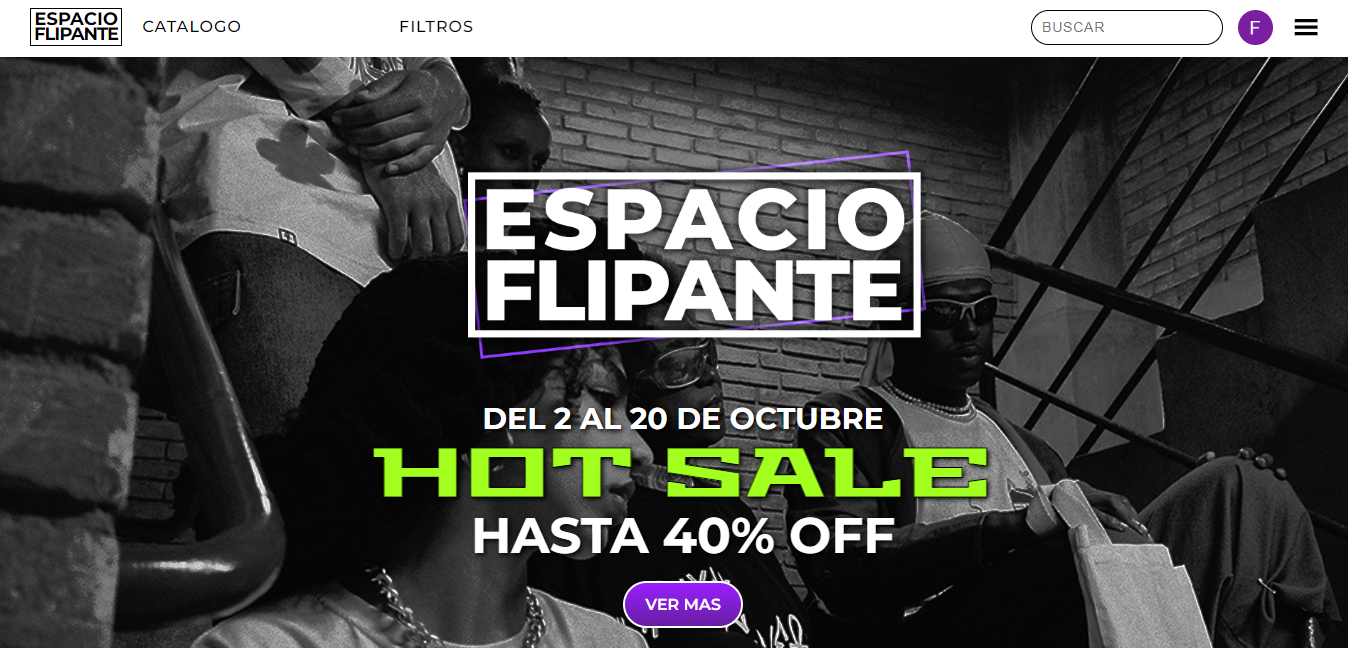 ESPACIO
FLIPANTE
CATALOGO
FILTROS
BUSCAR
F
ESPACIO
FLIPANTE
DEL 2 AL 20 DE OCTUBRE
HOT SALE
HASTA 40% OFF
VER MAS